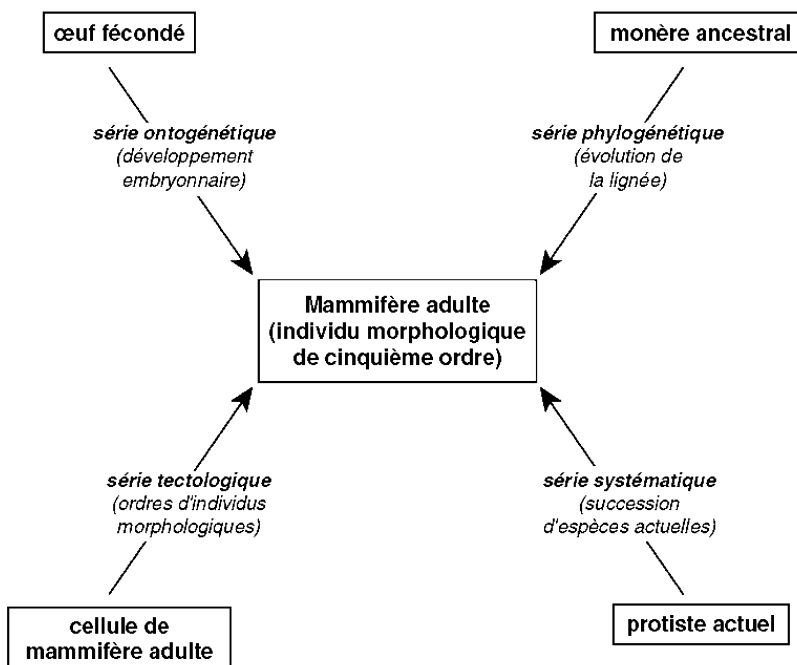 œuf fécondé
monère ancestral
série ontogénétique
(développement
embryonnaire)
série phylogénétique
(évolution de
la lignée)
Mammifère adulte
(individu morphologique
de cinquième ordre)
série tectologique
(ordres d'individus
morphologiques)
série systématique
(succession
d'espèces actuelles)
cellule de
mammifère adulte
protiste actuel